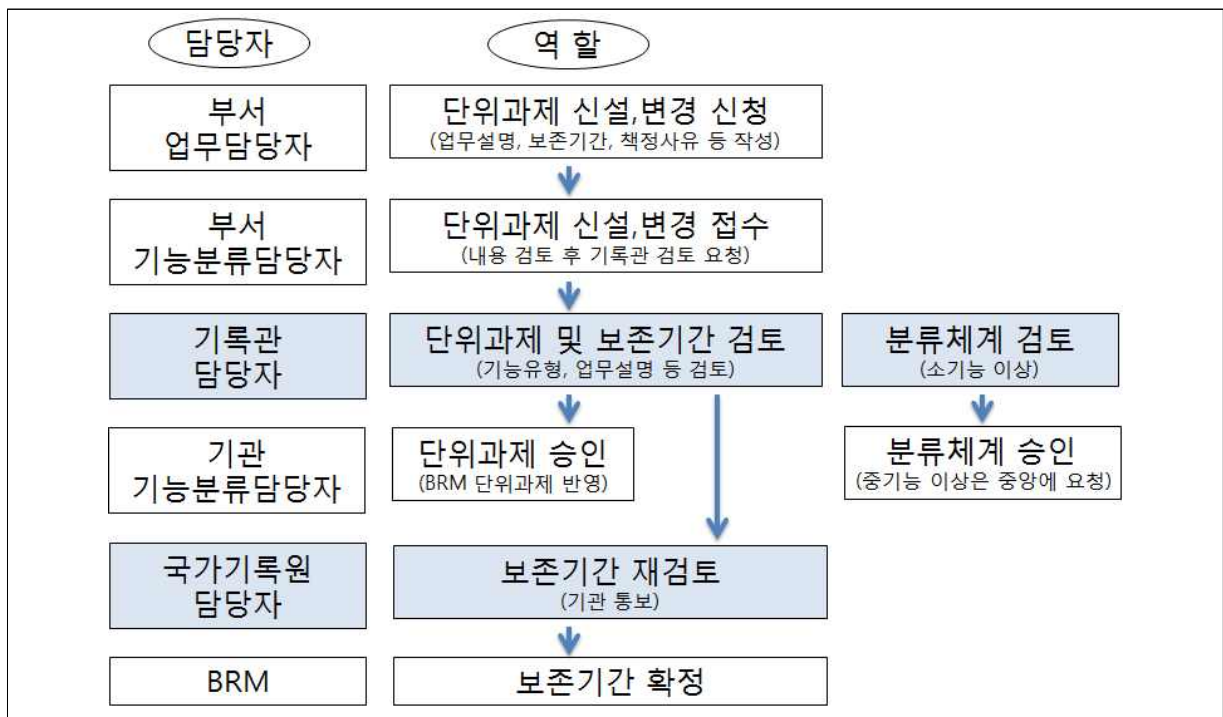 담당자
역 할
부서
업무담당자
단위과제 신설,변경 신청
(업무설명, 보존기간, 책정사유 등 작성)
부서
기능분류담당자
단위과제 신설,변경 접수
(내용 검토 후 기록관 검토 요청)
기록관
담당자
단위과제 및 보존기간 검토
(기능유형, 업무설명 등 검토)
분류체계 검토
(소기능 이상)
기관
기능분류담당자
단위과제 승인
(BRM 단위과제 반영)
분류체계 승인
(중기능 이상은 중앙에 요청)
국가기록원
담당자
보존기간 재검토
(기관 통보)
BRM
보존기간 확정